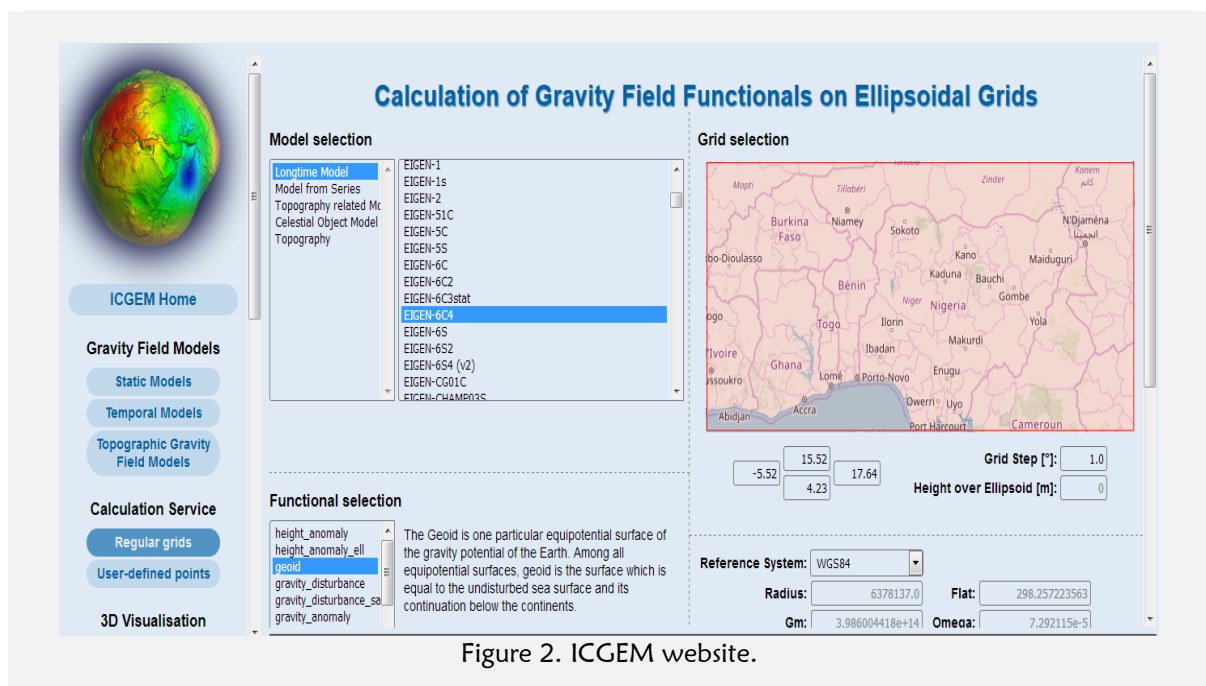 Calculation of Gravity Field Functionals on Ellipsoidal Grids
ICGEM Home
Gravity Field Models
Static Models
Temporal Models
Topographic Gravity
Field Models
Calculation Service
Regular grids
User-defined points
3D Visualisation
Model selection
Longtime Model
Model from Series
Topography related Mc
Celestial Object Model
Topography
EIGEN-1
EIGEN-1s
EIGEN-2
EIGEN-51C
EIGEN-5C
EIGEN-5S
EIGEN-6C
EIGEN-6C2
EIGEN-6C3stat
EIGEN-6C4
EIGEN-6S
EIGEN-6S2
EIGEN-6S4 (v2)
EIGEN-CG01C
EIGEN-CHAMP03S
Functional selection
height_anomaly
height_anomaly_ell
geoid
gravity_disturbance
gravity_disturbance_sa
gravity_anomaly
The Geoid is one particular equipotential surface of
the gravity potential of the Earth. Among all
equipotential surfaces, geoid is the surface which is
equal to the undisturbed sea surface and its
continuation below the continents.
Grid selection
Kanem
كانم
Mopti
Tillabéri
Zinder
Burkina
Faso
Niamey
Sokoto
N'Djaména
انجمينا
bo-Dioulasso
Kano
Maiduguri
Kaduna
Bauchi
Bénin
Gombe
Niger
Nigeria
ogo
Togo
Ilorin
Yola
Makurdi
'Ivoire
Ibadan
Ghana
Enugu
ussoukro
Lomé
Porto-Novo
Owerri
Uyo
Abidjan
Accra
Port Harcourt
Cameroun
15.52
-5.52
17.64
4.23
Grid Step [°]: 1.0
Height over Ellipsoid [m]: 0
Reference System: WGS84
Radius: 6378137.0 Flat: 298.257223563
Gm: 3.986004418e+14 Omega: 7.292115e-5
Figure 2. ICGEM website.